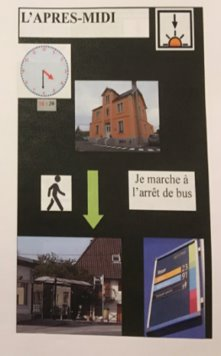 L'APRES-MIDI
Je marche à
l'arrêt de bus